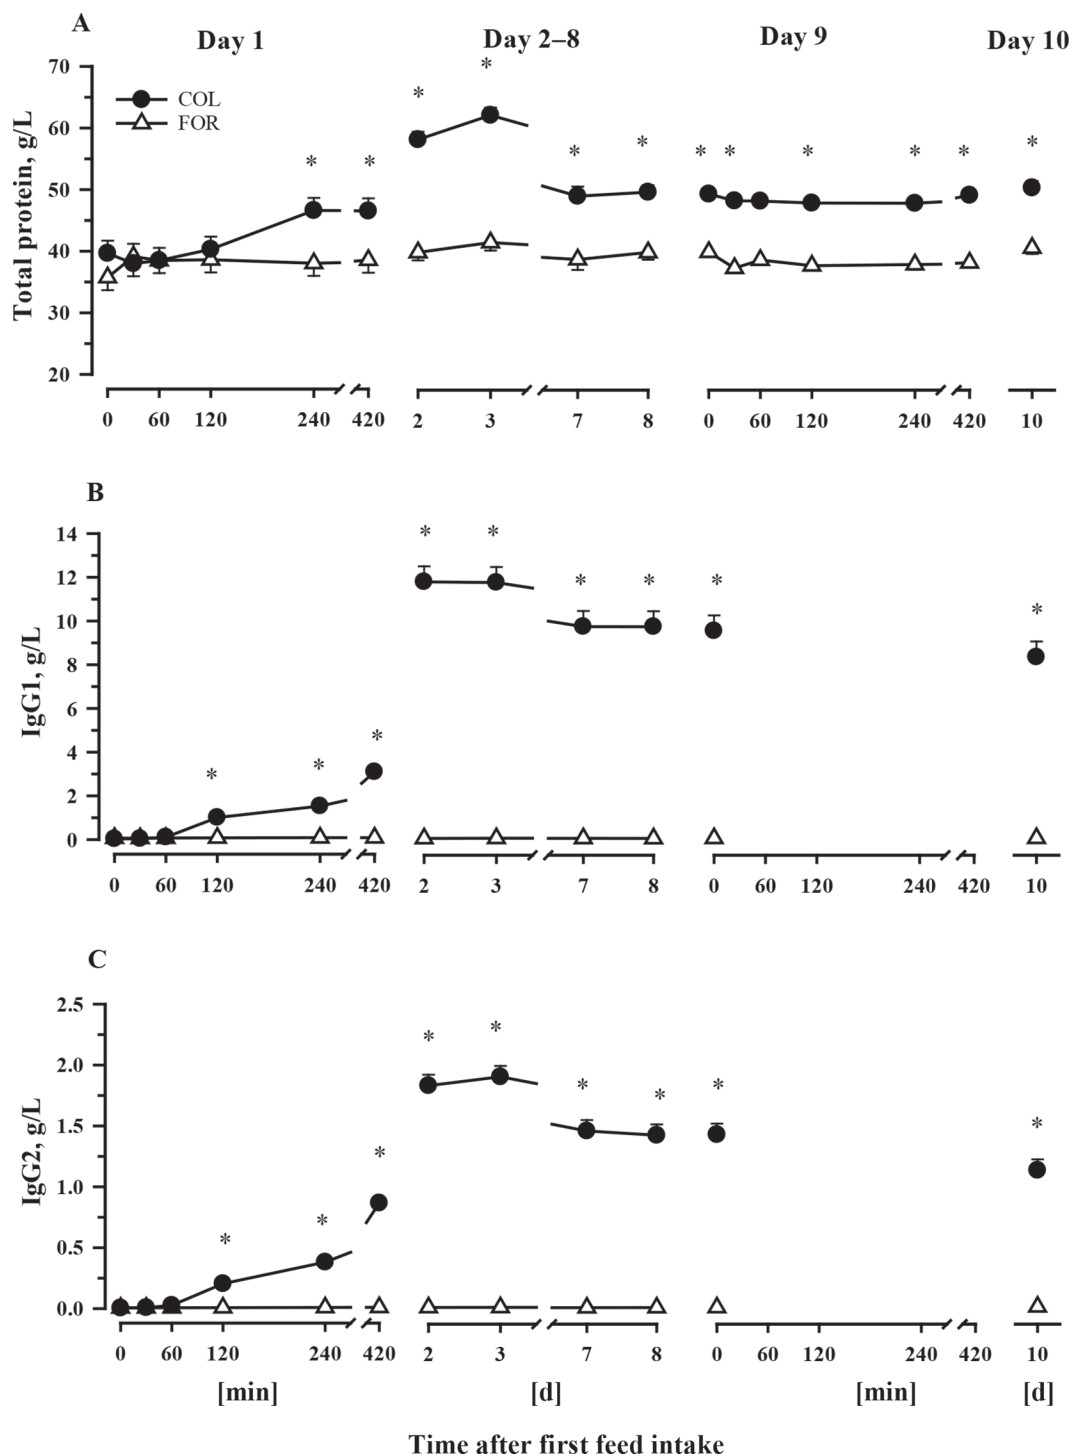 A
Day 1 Day 2–8 Day 9 Day 10
Total protein, g/L
70
60
50
40
30
20
COL
FOR
* * * * * * * * * * * *
0 60 120 240 420 2 3 7 8 0 60 120 240 420 10
B
IgG1, g/L
14
12
10
8
6
4
2
0
* * * * * * * * *
0 60 120 240 420 2 3 7 8 0 60 120 240 420 10
C
IgG2, g/L
2.5
2.0
1.5
1.0
0.5
0.0
* * * * * * * * *
0 60 120 240 420 2 3 7 8 0 60 120 240 420 10
[min] [d] [min] [d]
Time after first feed intake